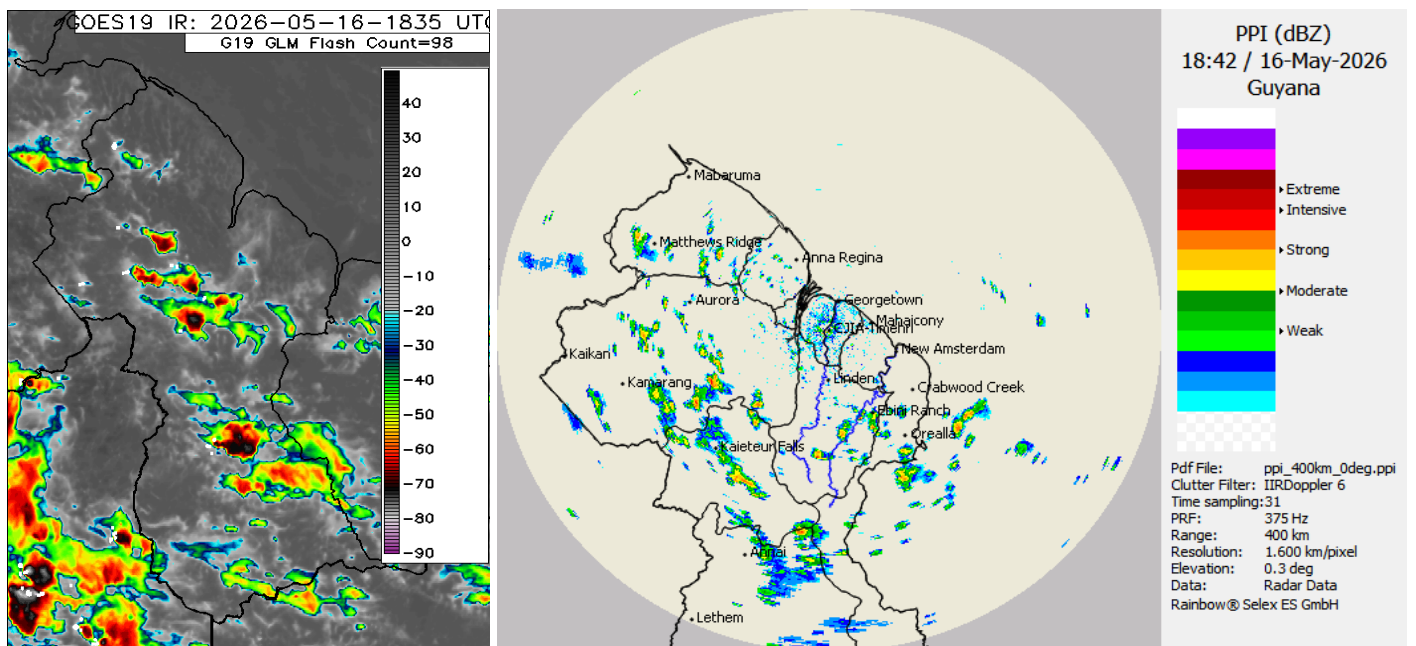 GOES19 IR: 2026-05-16-1835 UTC
G19 GLM Flash Count=98
40
30
20
10
0
-10
-20
-30
-40
-50
-60
-70
-80
-90
Mabaruma
Matthews Ridge
Anna Regina
Aurora
Georgetown
Mahaicony
CJIA-Timehri
Kaikan
New Amsterdam
Kamarang
Linden
Crabwood Creek
Ebini Ranch
Orealla
Kaieteur Falls
Annai
Lethem
PPI (dBZ)
18:42 / 16-May-2026
Guyana
Extreme
Intensive
Strong
Moderate
Weak
Pdf File: ppi_400km_0deg.ppi
Clutter Filter: IIRDoppler 6
Time sampling:31
PRF: 375 Hz
Range: 400 km
Resolution: 1.600 km/pixel
Elevation: 0.3 deg
Data: Radar Data
Rainbow® Selex ES GmbH